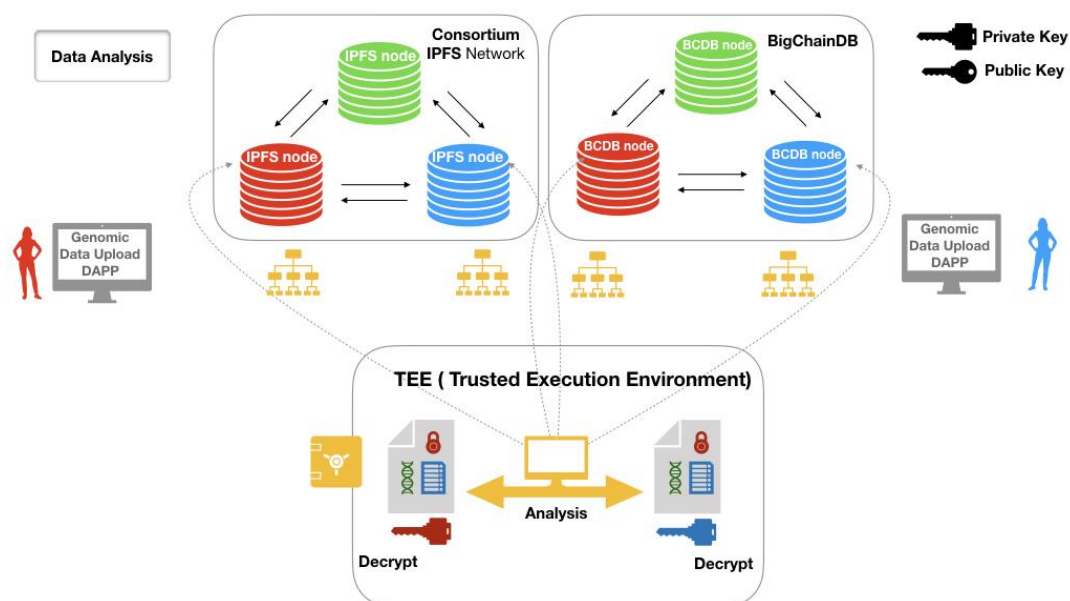 Data Analysis
Consortium
IPFS Network
IPFS node
IPFS node
IPFS node
BigChainDB
BCDB node
BCDB node
BCDB node
Private Key
Public Key
Genomic
Data Upload
DAPP
Genomic
Data Upload
DAPP
TEE ( Trusted Execution Environment)
Analysis
Decrypt
Decrypt